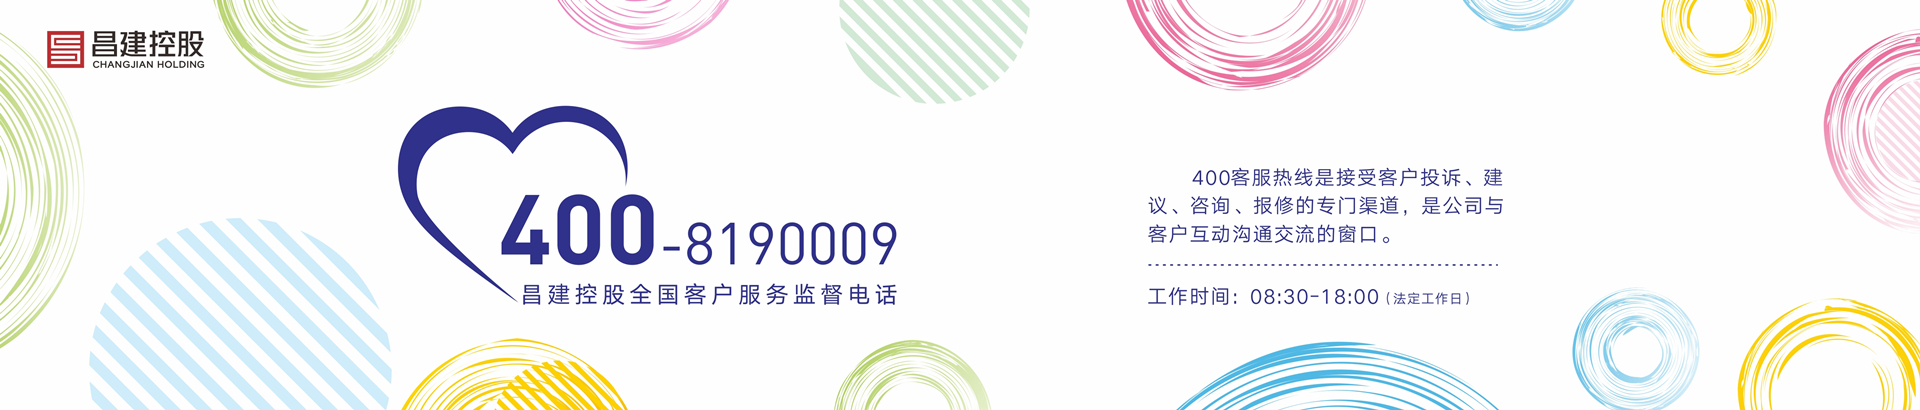 昌建控股
CHANGJIAN HOLDING
400-8190009
昌建控股全国客户服务监督电话
400客服热线是接受客户投诉、建
议、咨询、报修的专门渠道，是公司与
客户互动沟通交流的窗口。
工作时间：08:30-18:00（法定工作日）